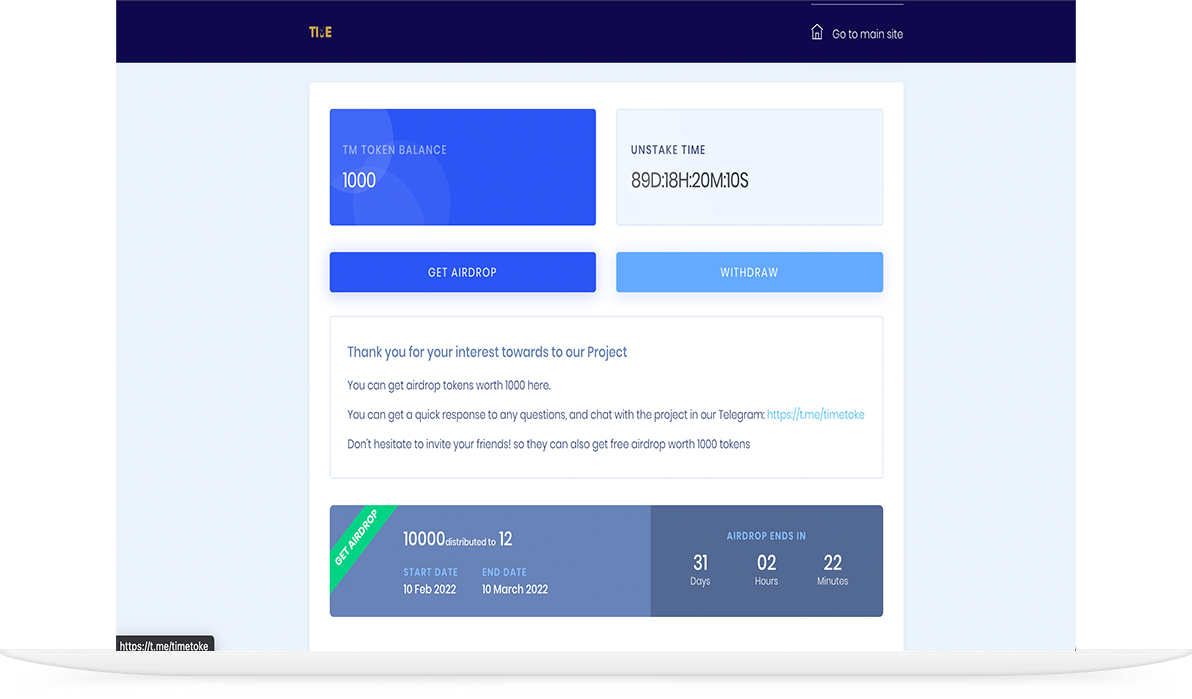 TIME
Go to main site
TM TOKEN BALANCE
1000
UNSTAKE TIME
89D:18H:20M:10S
GET AIRDROP
WITHDRAW
Thank you for your interest towards to our Project
You can get airdrop tokens worth 1000 here.
You can get a quick response to any questions, and chat with the project in our Telegram: https://t.me/timetoke
Don't hesitate to invite your friends! so they can also get free airdrop worth 1000 tokens
GET AIRDROP
10000 distributed to 12
START DATE
10 Feb 2022
END DATE
10 March 2022
AIRDROP ENDS IN
31
Days
02
Hours
22
Minutes
https://t.me/timetoke